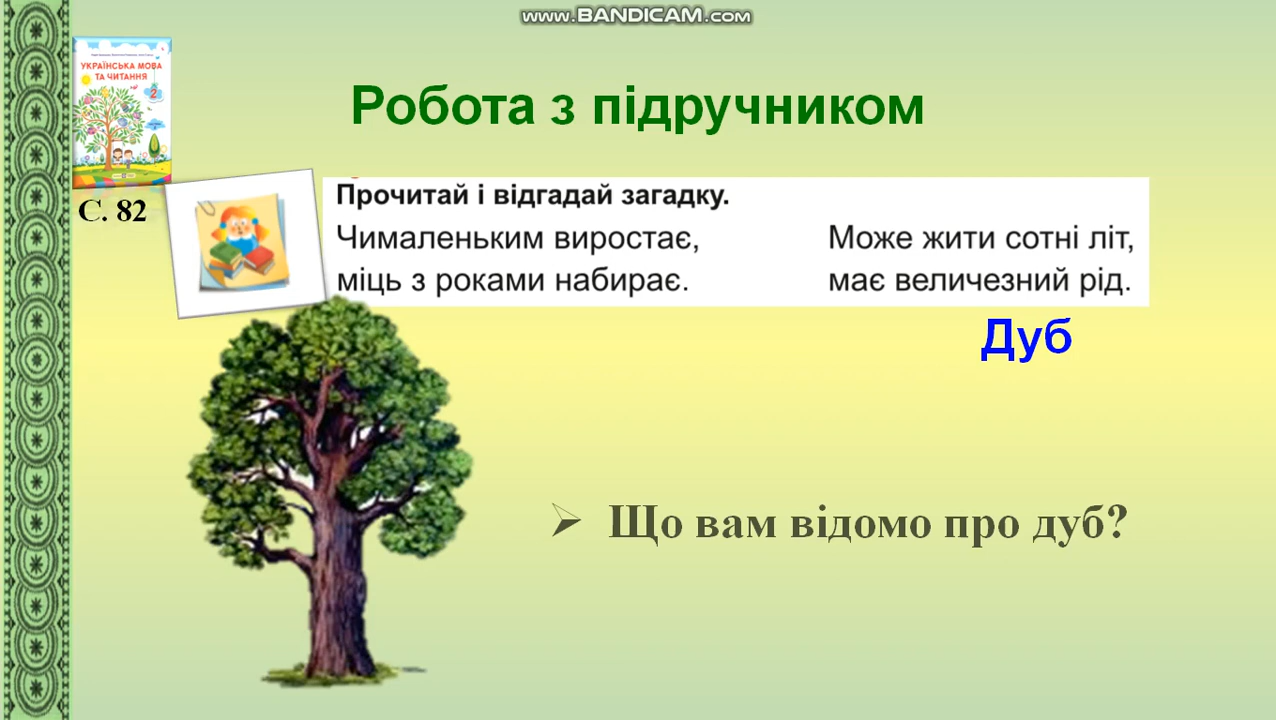 www.BANDICAM.com
УКРАЇНСЬКА МОВА
ТА ЧИТАННЯ
2
Робота з підручником
С. 82
Прочитай і відгадай загадку.
Чималеньким виростає,
міць з роками набирає.
Може жити сотні літ,
має величезний рід.
Дуб
➢ Що вам відомо про дуб?